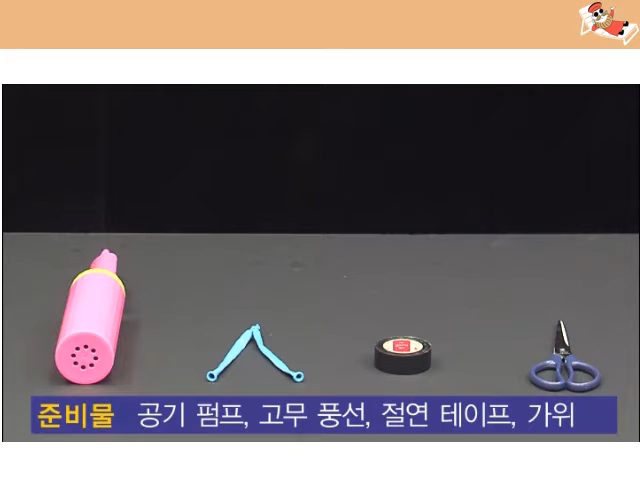 준비물 공기 펌프, 고무 풍선, 절연 테이프, 가위